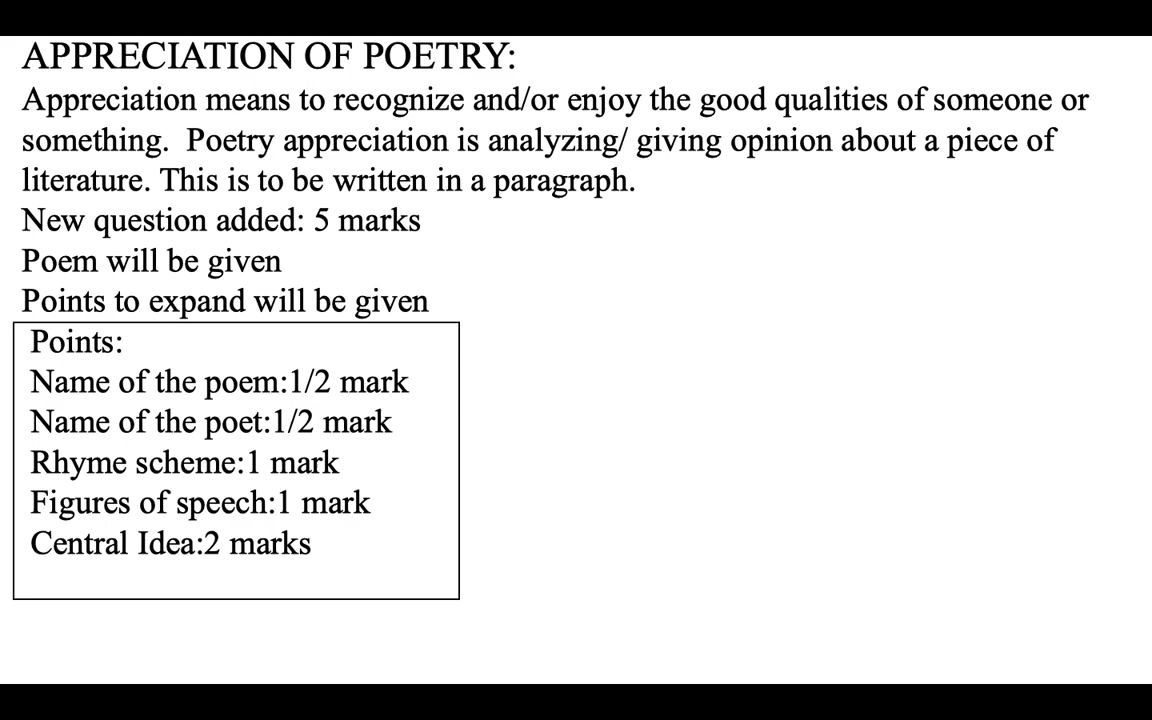 APPRECIATION OF POETRY:
Appreciation means to recognize and/or enjoy the good qualities of someone or
something.  Poetry appreciation is analyzing/ giving opinion about a piece of
literature. This is to be written in a paragraph.
New question added: 5 marks
Poem will be given
Points to expand will be given
Points:
Name of the poem:1/2 mark
Name of the poet:1/2 mark
Rhyme scheme:1 mark
Figures of speech:1 mark
Central Idea:2 marks